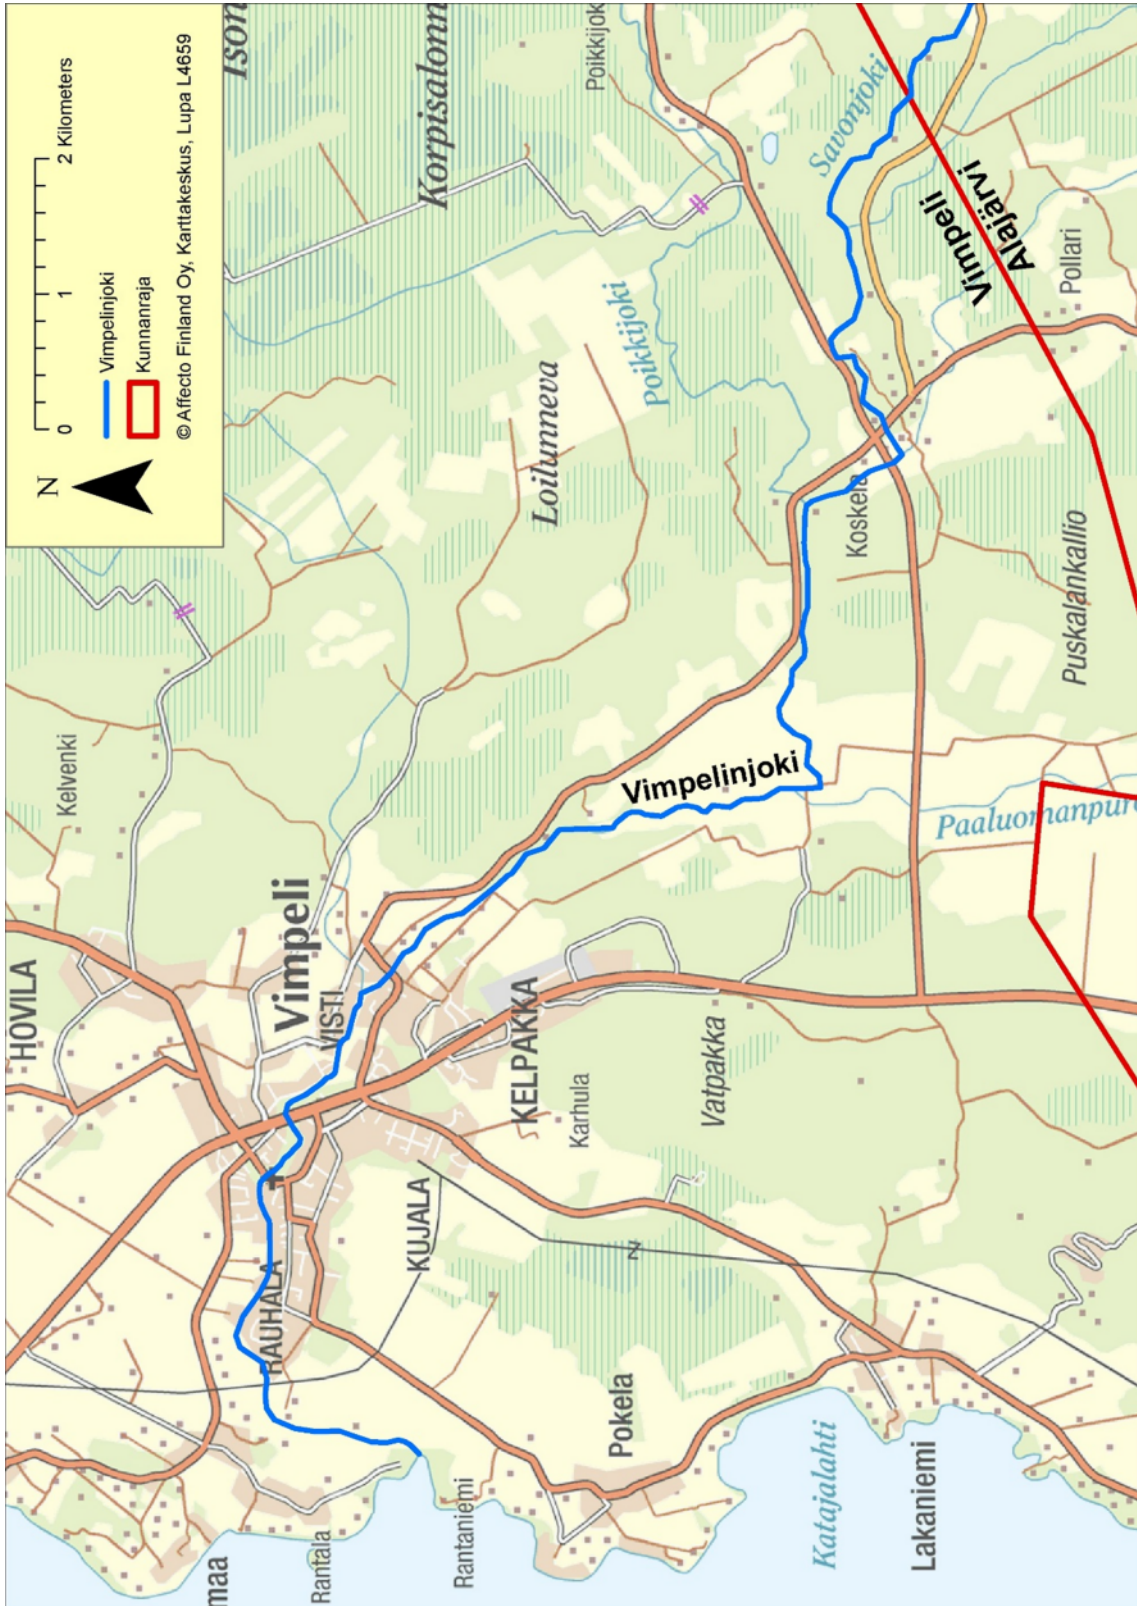 N
0 1 2 Kilometers
Vimpelinjoki
Kunnanraja
© Affecto Finland Oy, Karttakeskus, Lupa L4659
Ison
Korpisalonn
Poikkijok
HOVILA
Kelvenki
Vimpeli
VISTI
Loilunneva
Poikkijoki
Savonjoki
Vimpeli
Alajärvi
Pollari
KELPAKKA
Karhula
Vimpelinjoki
Koskela
Puskalankallio
Paaluomanpuro
Vatpakka
RAUHALA
KUJALA
N
maa
Rantala
Rantaniemi
Pokela
Katajalahti
Lakaniemi